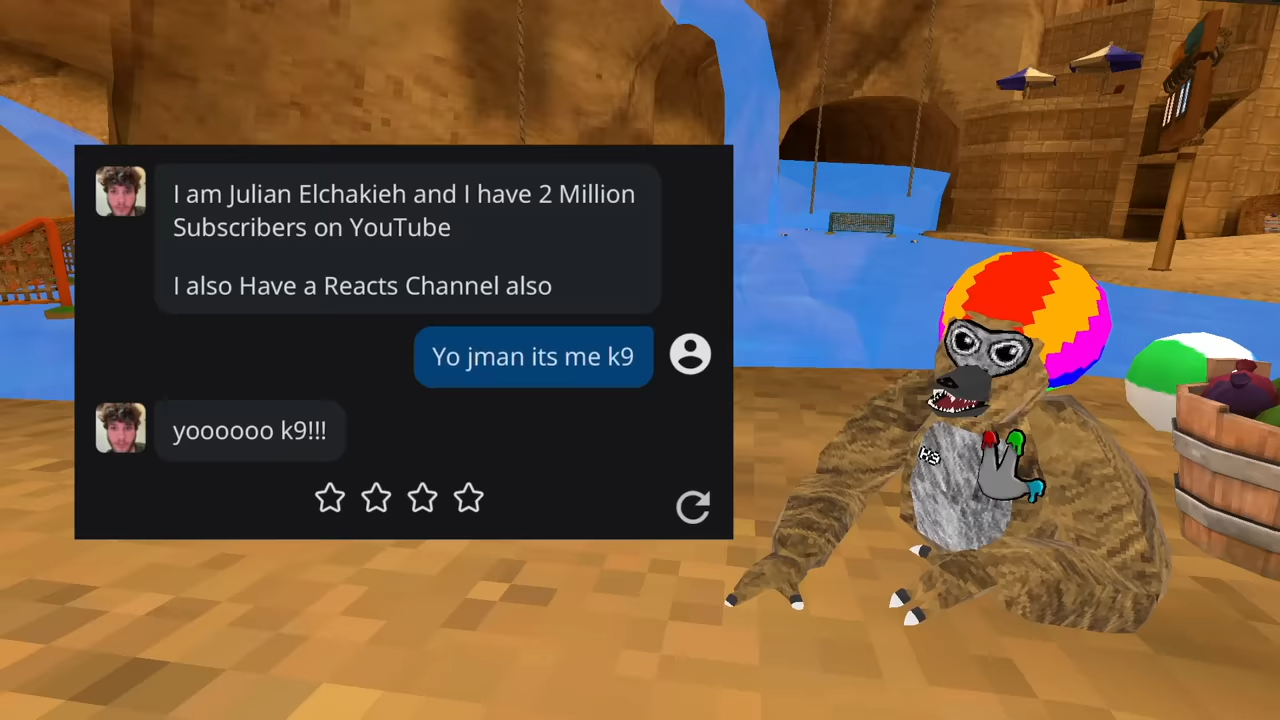 I am Julian Elchakieh and I have 2 Million
Subscribers on YouTube
I also Have a Reacts Channel also
Yo jman its me k9
yoooooo k9!!!